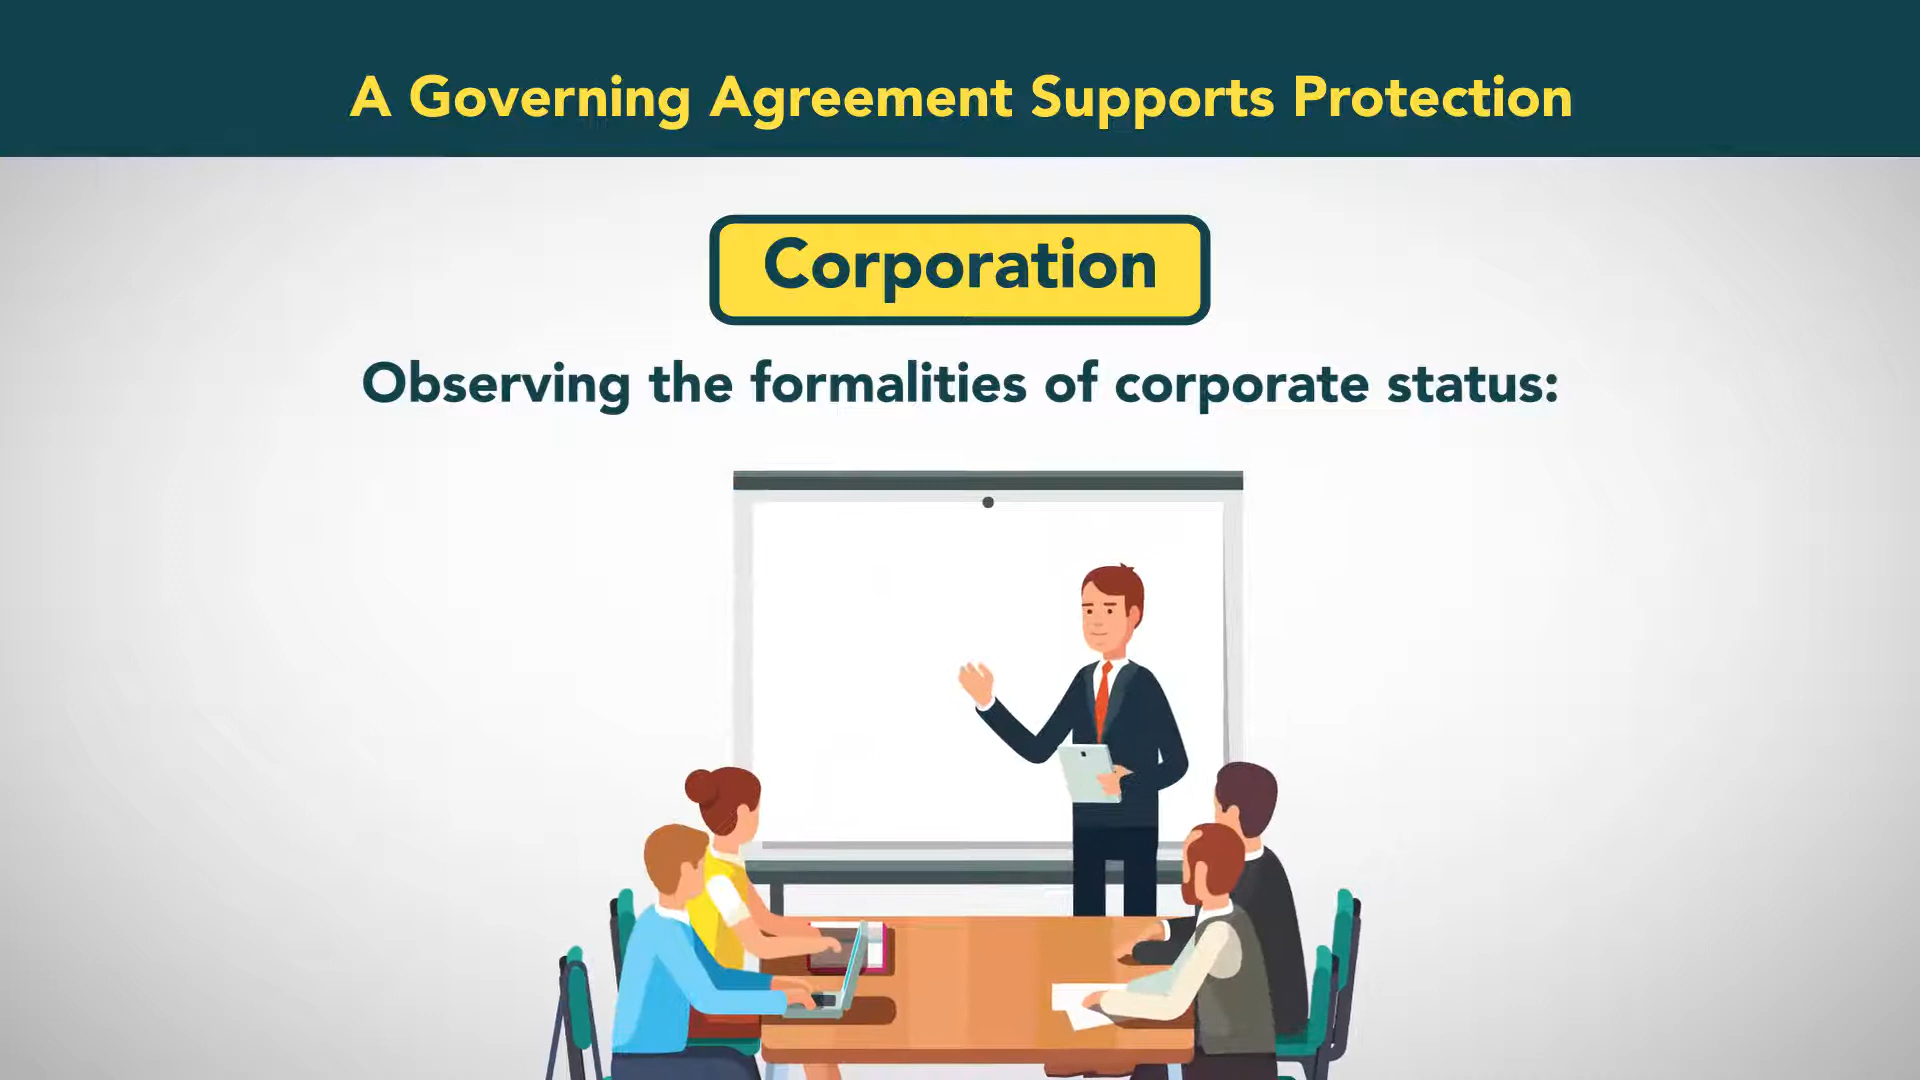 A Governing Agreement Supports Protection
Corporation
Observing the formalities of corporate status: